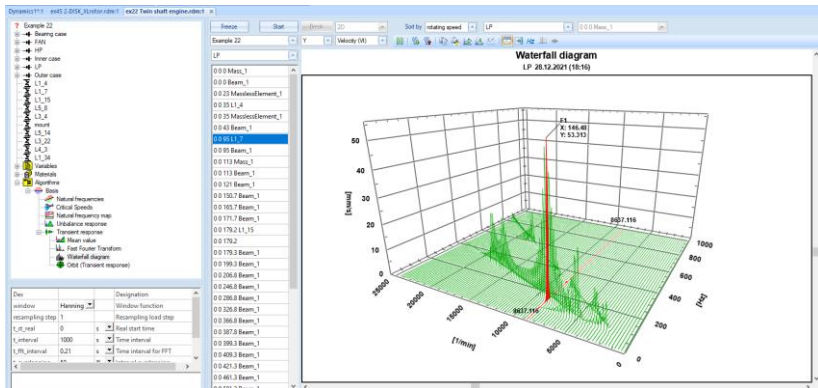 Dynamics1*:1 ex45 2-DISK_XLrotor.rdm:1 ex22 Twin shaft engine.rdm:1
Example 22
Bearing case
FAN
HP
Inner case
LP
Outer case
L1_4
L1_7
L1_15
L5_8
L3_4
mount
L5_14
L3_22
L4_3
L1_34
Variables
Materials
Algorithms
Basis
Natural frequencies
Critical Speeds
Natural frequency map
Unbalance response
Transient response
Mean value
Fast Fourier Transform
Waterfall diagram
Orbit (Transient response)
Des Designation
window Hanning Window function
resampling step 1 Resampling load step
t_st_real 0 s Real start time
t_interval 1000 s Time interval
t_fft_interval 0.21 s Time interval for FFT
Freeze Start Break 2D Sort by rotating speed LP 0 0 0 Mass_1
Example 22 Y Velocity (Vt)
LP
0 0 0 Mass_1
0 0 0 Beam_1
0 0 23 MasslessElement_1
0 0 35 L1_4
0 0 35 MasslessElement_1
0 0 43 Beam_1
0 0 95 L1_7
0 0 95 Beam_1
0 0 113 Mass_1
0 0 113 Beam_1
0 0 121 Beam_1
0 0 150.7 Beam_1
0 0 165.7 Beam_1
0 0 171.7 Beam_1
0 0 179.2 L1_15
0 0 179.2
0 0 179.3 Beam_1
0 0 199.3 Beam_1
0 0 206.8 Beam_1
0 0 246.8 Beam_1
0 0 286.8 Beam_1
0 0 326.8 Beam_1
0 0 366.8 Beam_1
0 0 387.8 Beam_1
0 0 399.3 Beam_1
0 0 409.3 Beam_1
0 0 421.3 Beam_1
0 0 461.3 Beam_1
Waterfall diagram
LP 28.12.2021 (18:16)
F1
X: 146.48
Y: 53.313
50
40
30
20
10
0
[mm]
8637.116
1000
800
600
400
200
0
[Hz]
25000
20000
15000
10000
8637.116
5000
0
[1/min]